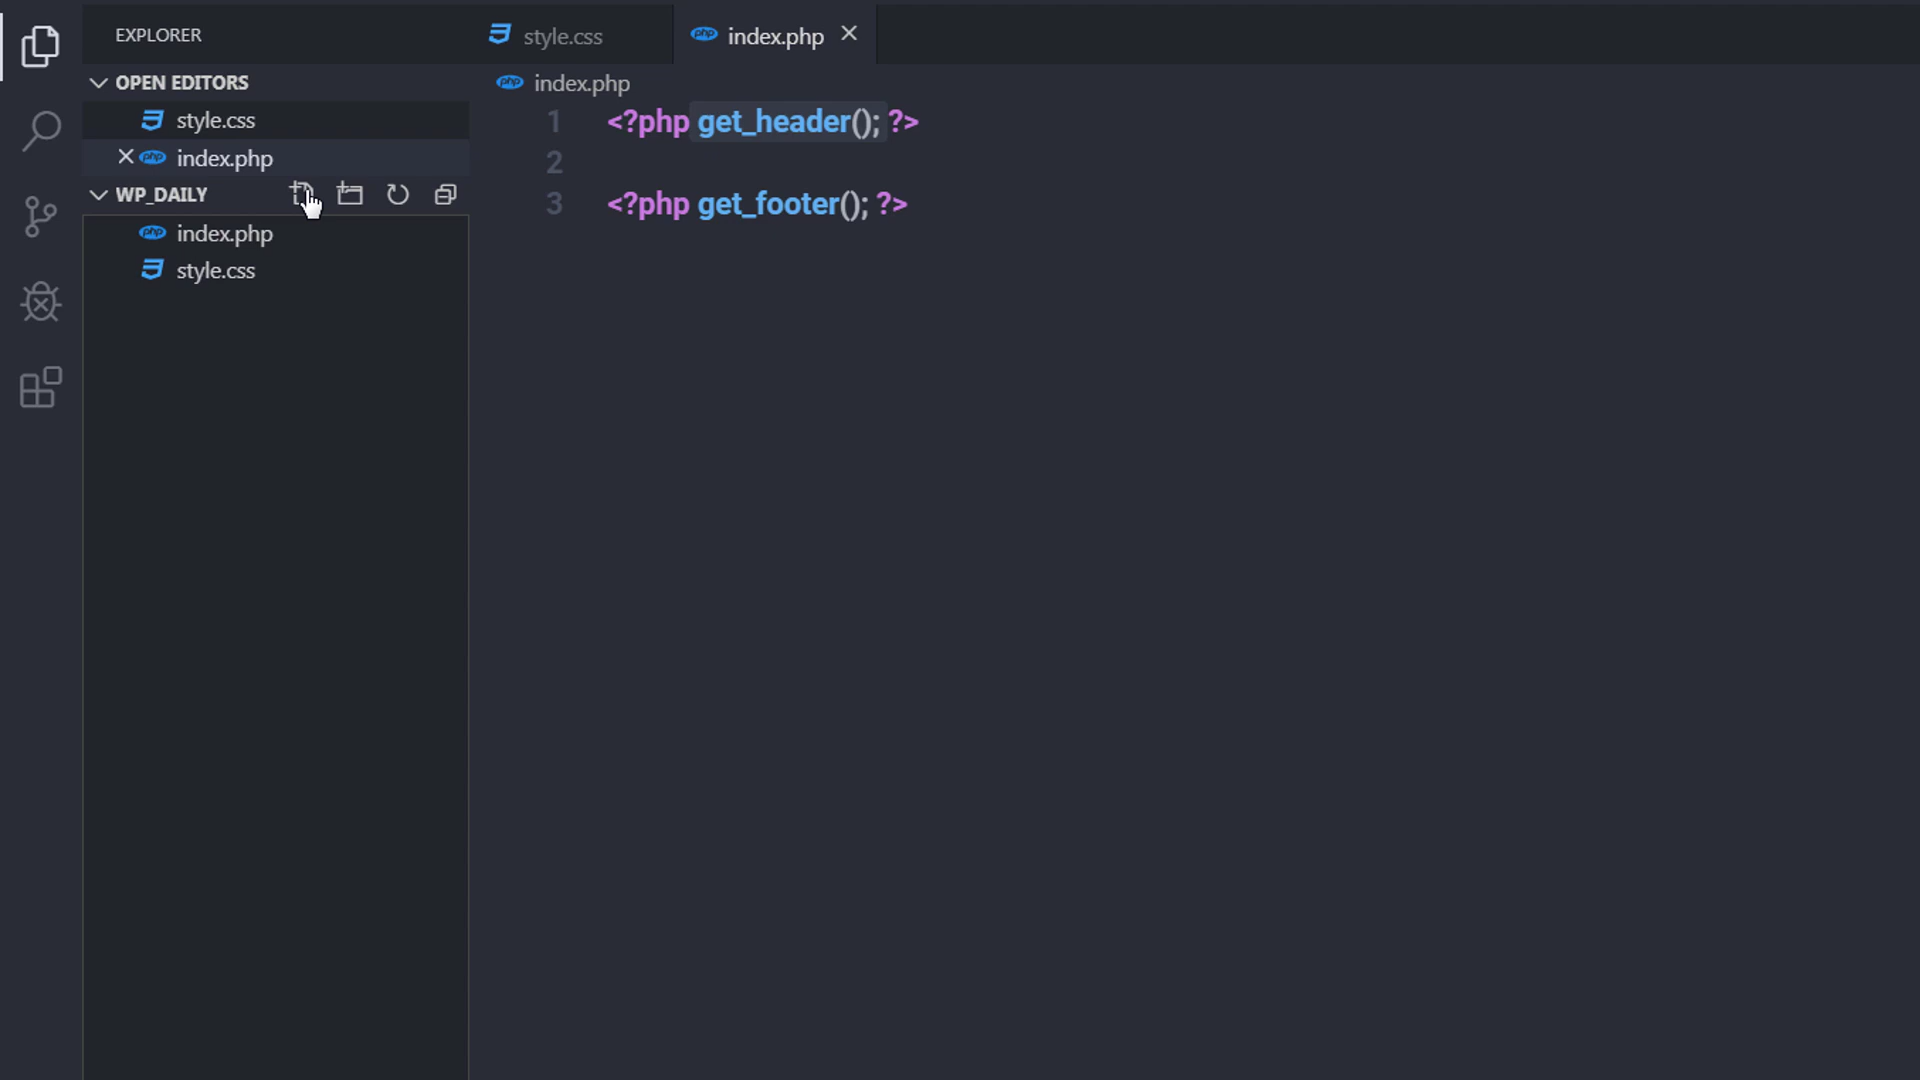 EXPLORER
OPEN EDITORS
style.css
index.php
WP_DAILY
index.php
style.css
style.css
index.php
index.php
1 <?php get_header(); ?>
2
3 <?php get_footer(); ?>